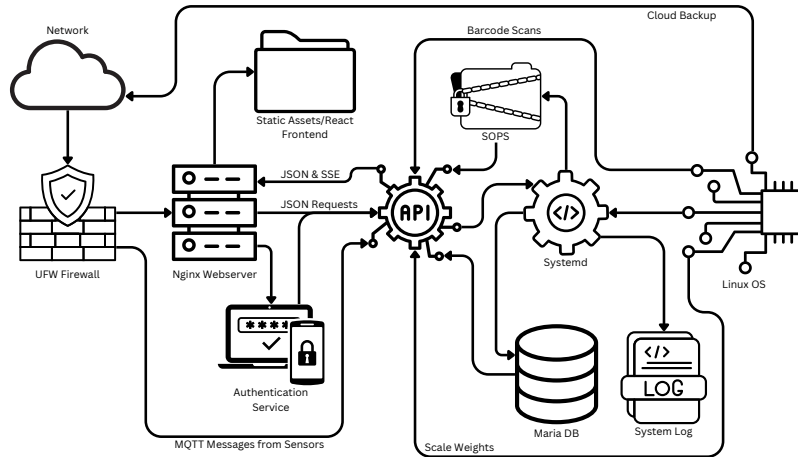 Cloud Backup
Network
Barcode Scans
Static Assets/React
Frontend
SOPS
JSON & SSE
API
</>
JSON Requests
UFW Firewall
Nginx Webserver
Systemd
Linux OS
****
</>
LOG
Authentication
Service
Maria DB
System Log
MQTT Messages from Sensors
Scale Weights